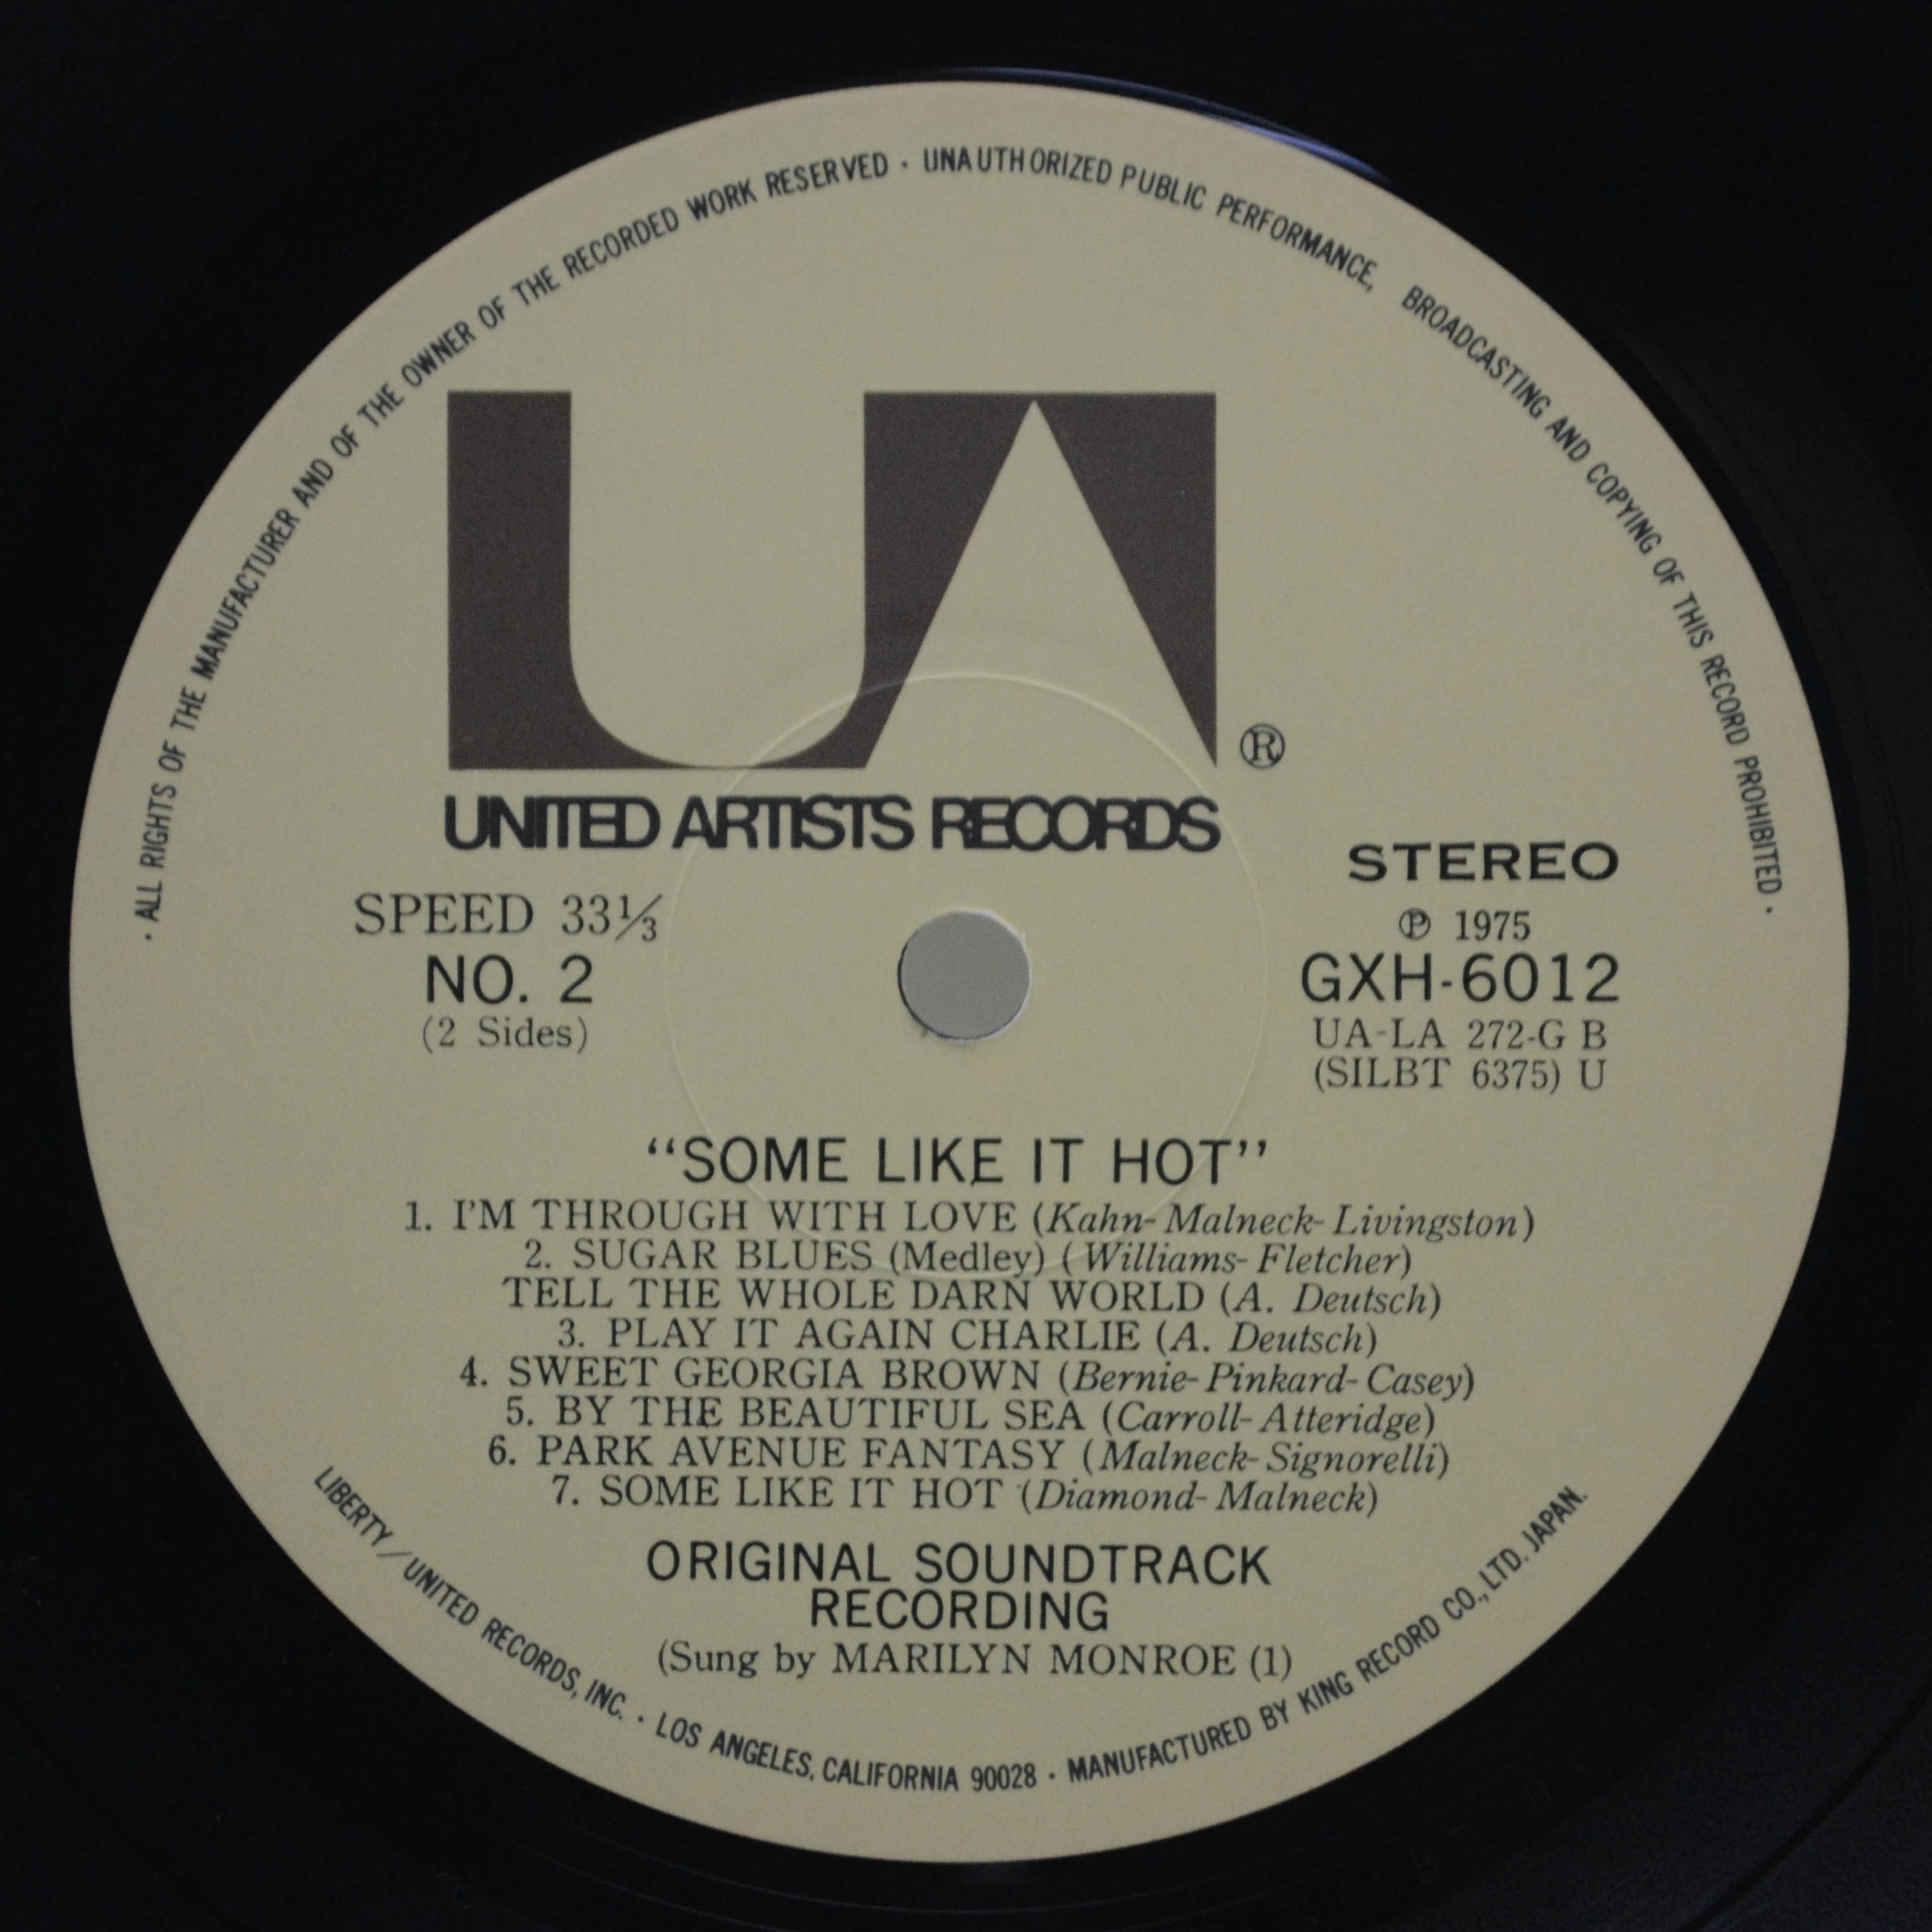 · ALL RIGHTS OF THE MANUFACTURER AND OF THE OWNER OF THE RECORDED WORK RESERVED · UNAUTHORIZED PUBLIC PERFORMANCE, BROADCASTING AND COPYING OF THIS RECORD PROHIBITED ·
UA ®
UNITED ARTISTS RECORDS
SPEED 33⅓
NO. 2
(2 Sides)
STEREO
℗ 1975
GXH-6012
UA-LA 272-G B
(SILBT 6375) U
“SOME LIKE IT HOT”
1. I'M THROUGH WITH LOVE (Kahn-Malneck-Livingston)
2. SUGAR BLUES (Medley) (Williams-Fletcher)
TELL THE WHOLE DARN WORLD (A. Deutsch)
3. PLAY IT AGAIN CHARLIE (A. Deutsch)
4. SWEET GEORGIA BROWN (Bernie-Pinkard-Casey)
5. BY THE BEAUTIFUL SEA (Carroll-Atteridge)
6. PARK AVENUE FANTASY (Malneck-Signorelli)
7. SOME LIKE IT HOT (Diamond-Malneck)
ORIGINAL SOUNDTRACK
RECORDING
(Sung by MARILYN MONROE (1)
LIBERTY/UNITED RECORDS, INC. · LOS ANGELES, CALIFORNIA 90028 · MANUFACTURED BY KING RECORD CO., LTD. JAPAN.